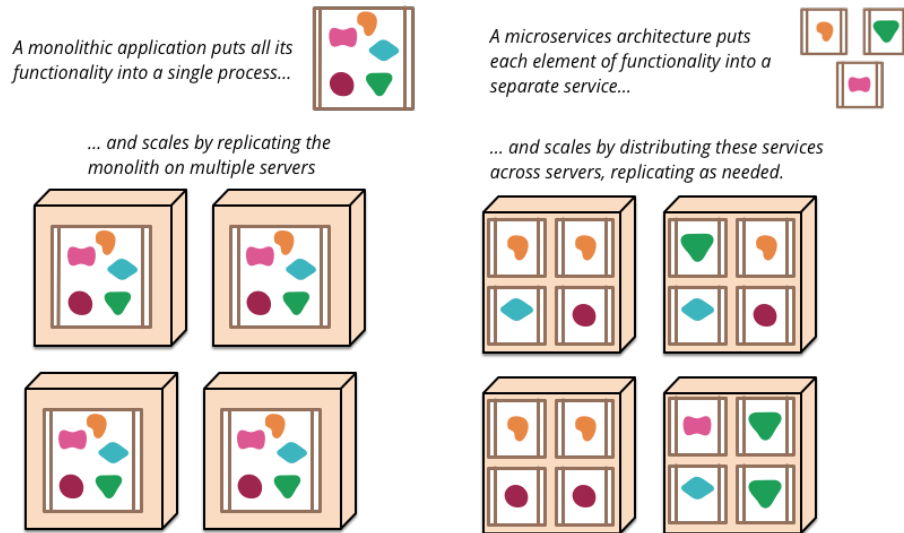 A monolithic application puts all its
functionality into a single process...
... and scales by replicating the
monolith on multiple servers
A microservices architecture puts
each element of functionality into a
separate service...
... and scales by distributing these services
across servers, replicating as needed.